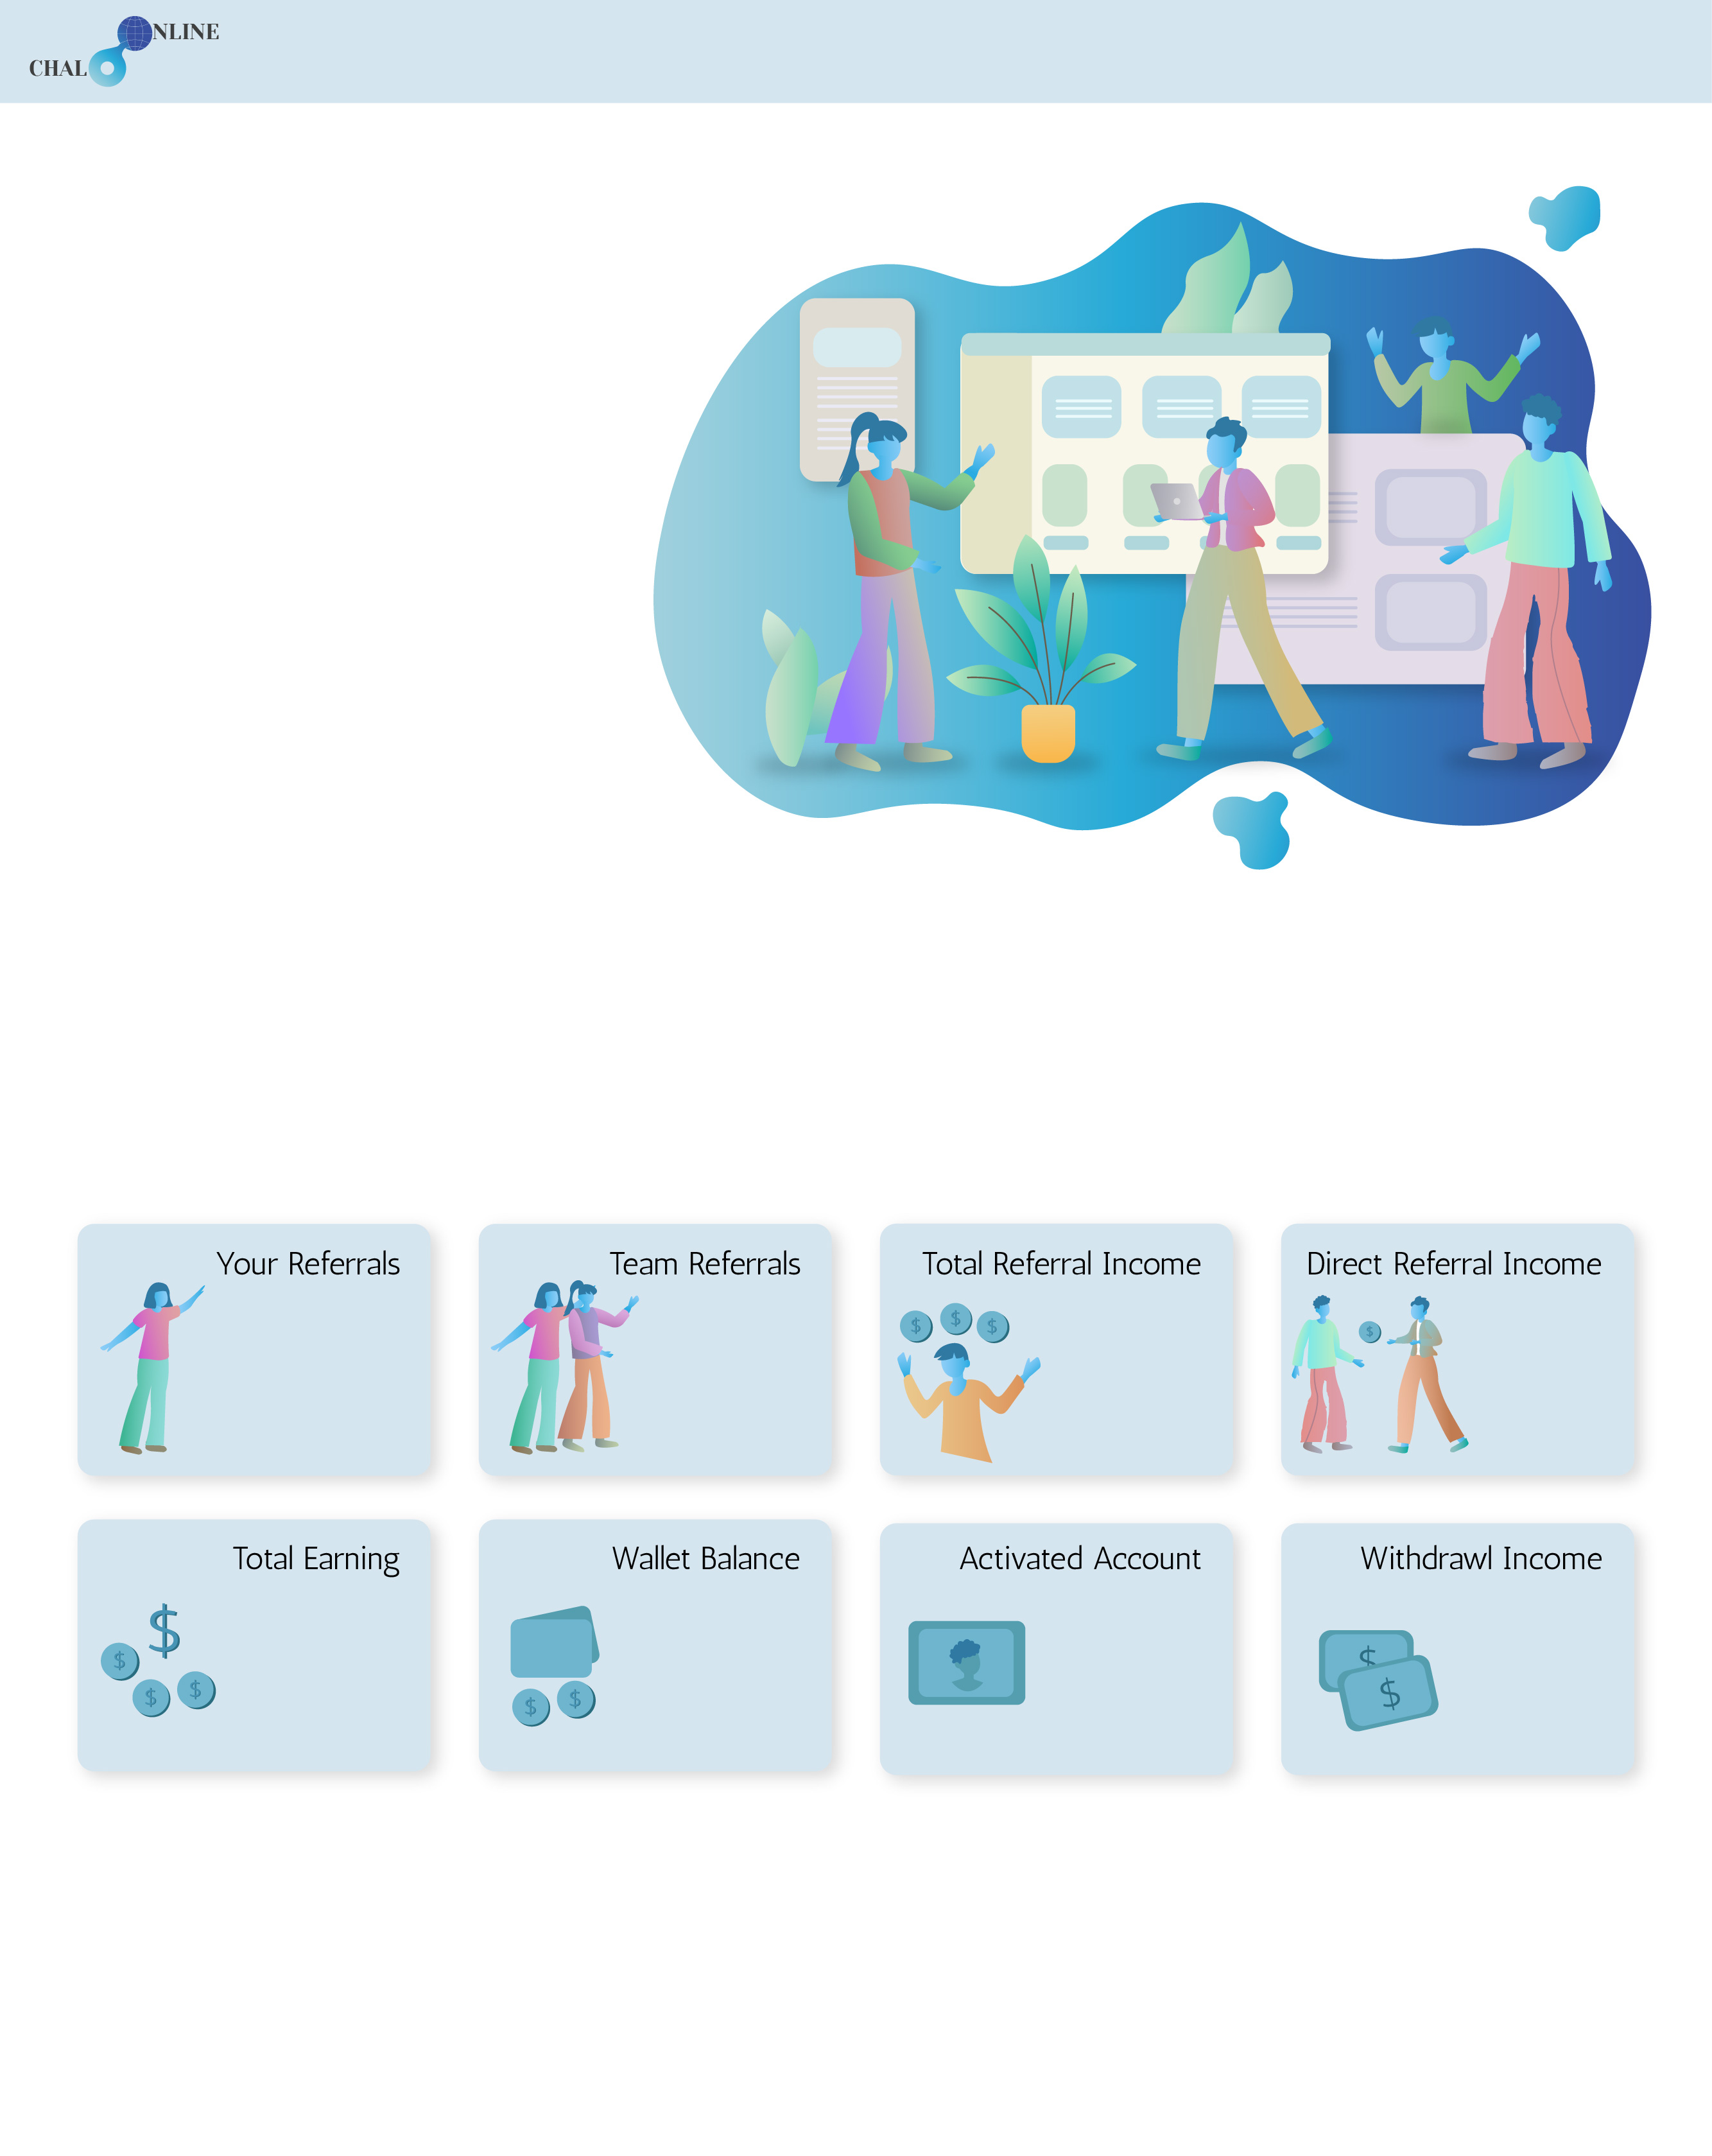 NLINE
CHAL
Your Referrals
Team Referrals
Total Referral Income
Direct Referral Income
$ $ $
$
Total Earning
Wallet Balance
Activated Account
Withdrawl Income
$
$ $ $
$ $
$
$